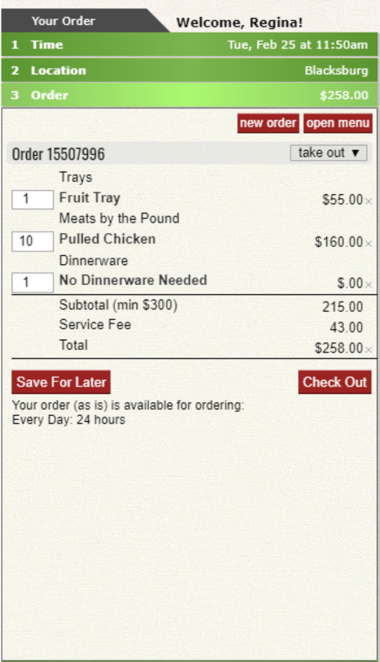 Your Order
Welcome, Regina!
1 Time Tue, Feb 25 at 11:50am
2 Location Blacksburg
3 Order $258.00
new order open menu
Order 15507996 take out ▼
Trays
1 Fruit Tray $55.00 ×
Meats by the Pound
10 Pulled Chicken $160.00 ×
Dinnerware
1 No Dinnerware Needed $.00 ×
Subtotal (min $300) 215.00
Service Fee 43.00
Total $258.00 ×
Save For Later Check Out
Your order (as is) is available for ordering:
Every Day: 24 hours